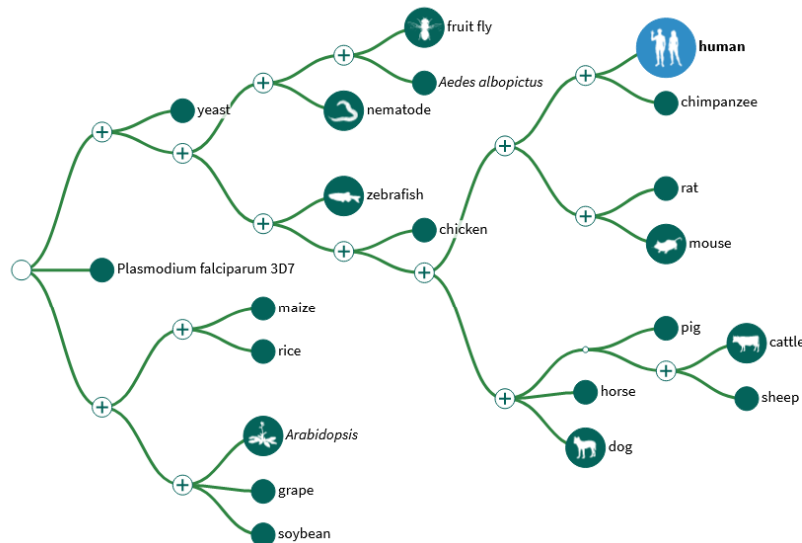 fruit fly
human
Aedes albopictus
chimpanzee
yeast
nematode
zebrafish
rat
chicken
mouse
Plasmodium falciparum 3D7
maize
rice
pig
cattle
horse
sheep
Arabidopsis
dog
grape
soybean